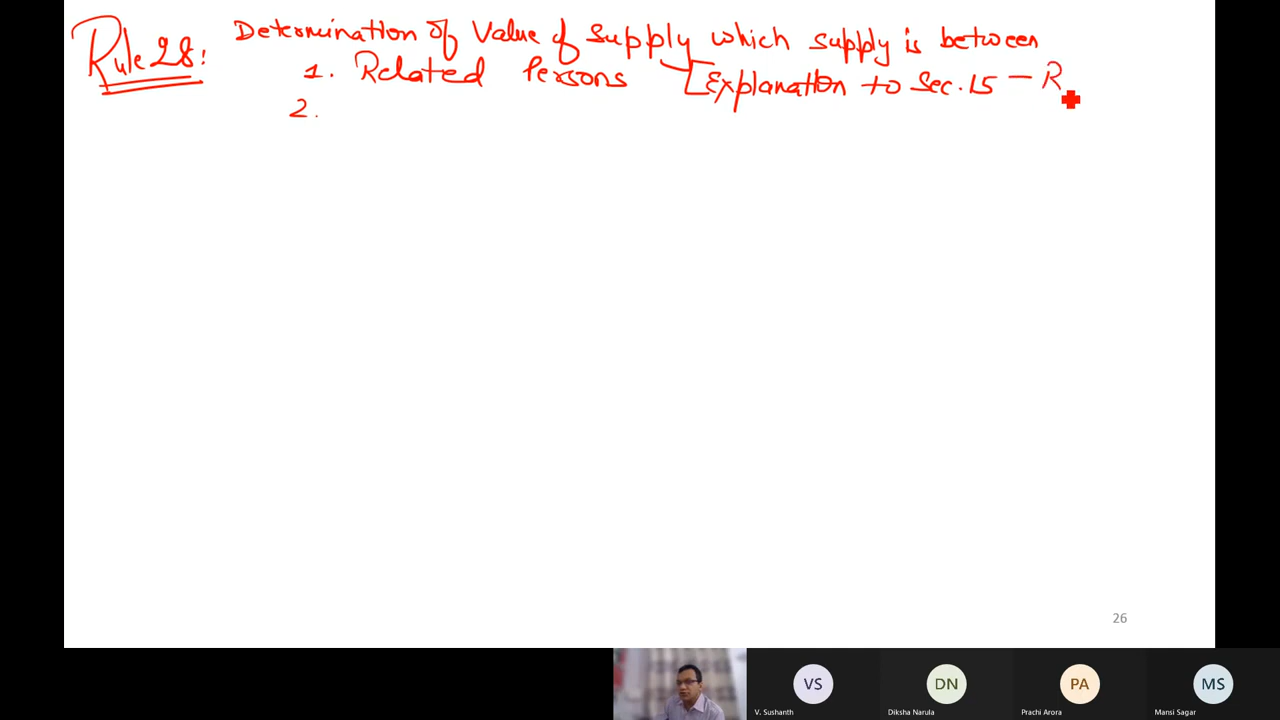 Rule 28: Determination of Value of Supply which supply is between
1. Related Persons [Explanation to Sec. 15 - R
2.
26
VS DN PA MS
V. Sushanth Diksha Narula Prachi Arora Mansi Sagar